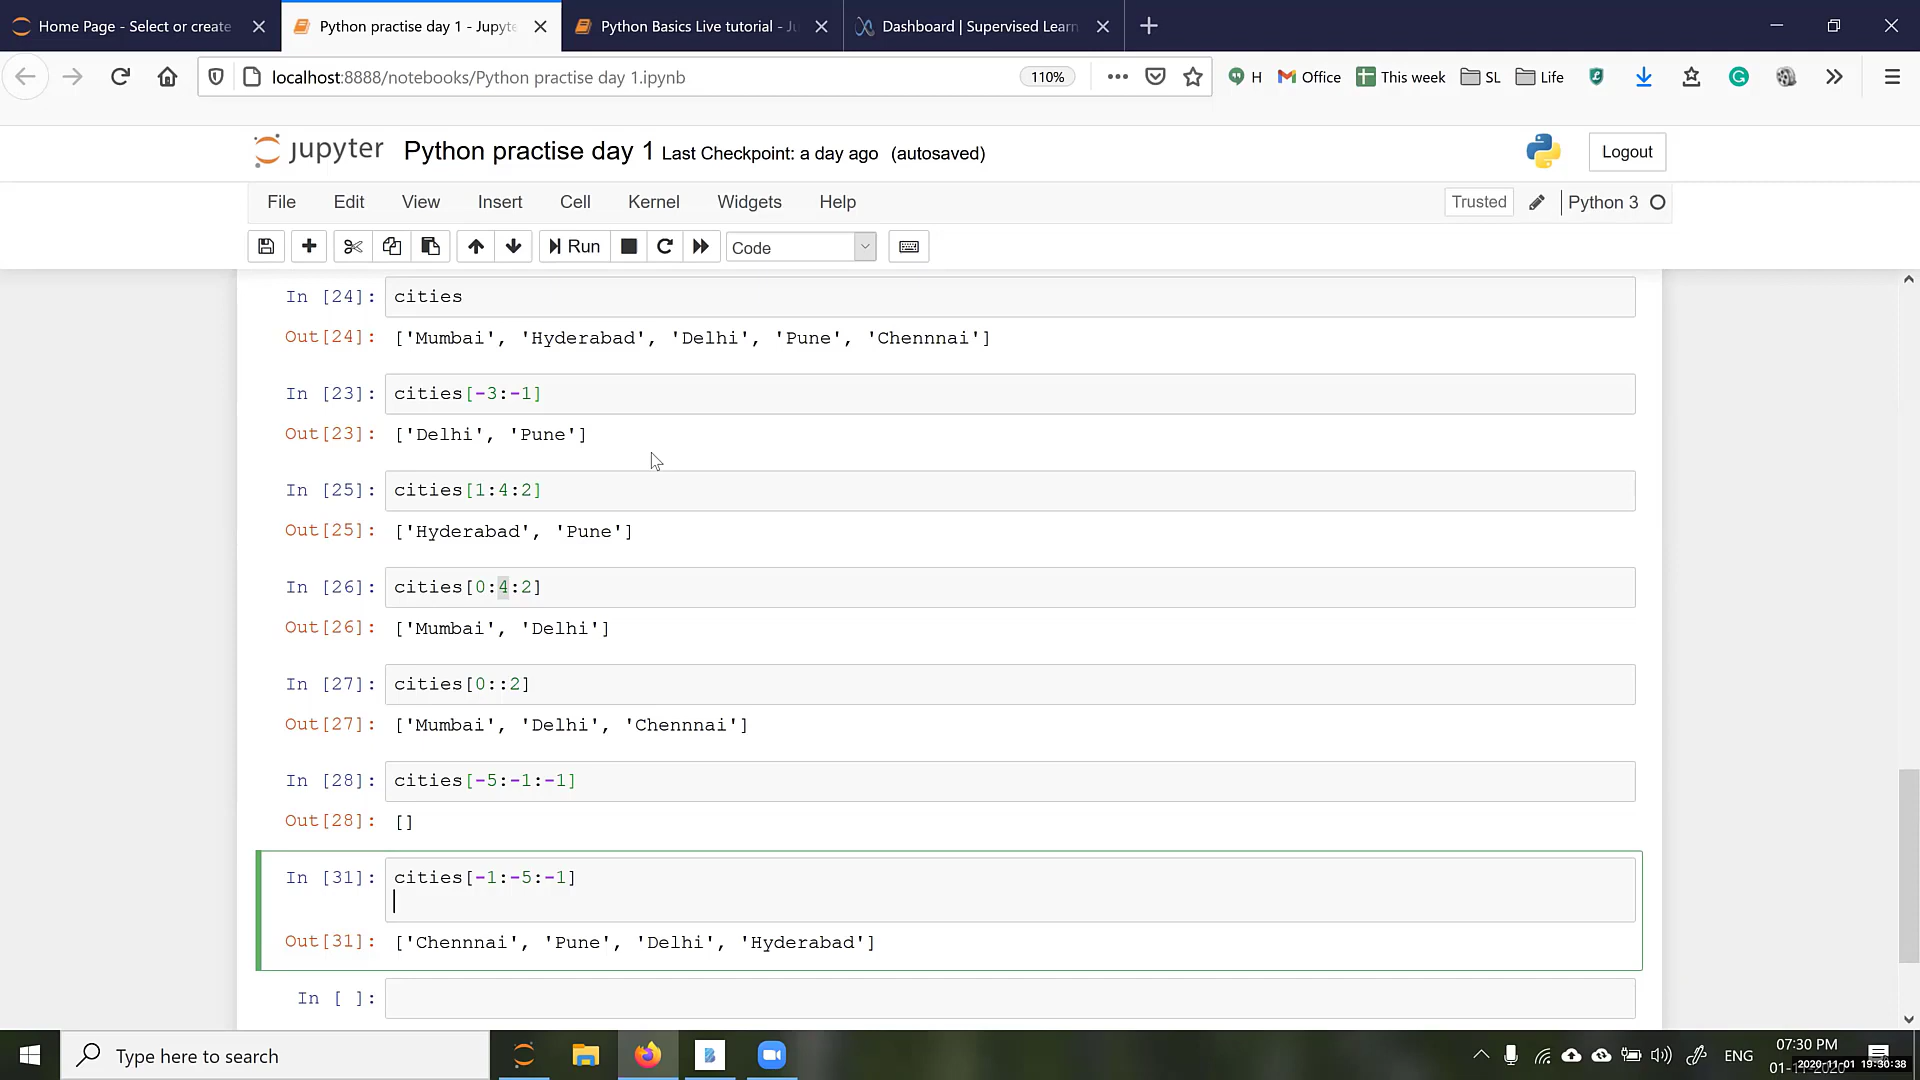 Home Page - Select or create
Python practise day 1 - Jupyte
Python Basics Live tutorial - Ju
Dashboard | Supervised Learn
localhost:8888/notebooks/Python practise day 1.ipynb
110%
H
Office
This week
SL
Life
jupyter
Python practise day 1 Last Checkpoint: a day ago (autosaved)
Logout
File Edit View Insert Cell Kernel Widgets Help
Trusted
Python 3
Run
Code
In [24]: cities
Out[24]: ['Mumbai', 'Hyderabad', 'Delhi', 'Pune', 'Chennnai']
In [23]: cities[-3:-1]
Out[23]: ['Delhi', 'Pune']
In [25]: cities[1:4:2]
Out[25]: ['Hyderabad', 'Pune']
In [26]: cities[0:4:2]
Out[26]: ['Mumbai', 'Delhi']
In [27]: cities[0::2]
Out[27]: ['Mumbai', 'Delhi', 'Chennnai']
In [28]: cities[-5:-1:-1]
Out[28]: []
In [31]: cities[-1:-5:-1]
Out[31]: ['Chennnai', 'Pune', 'Delhi', 'Hyderabad']
In [ ]:
Type here to search
ENG
07:30 PM
2020-11-01 19:30:38